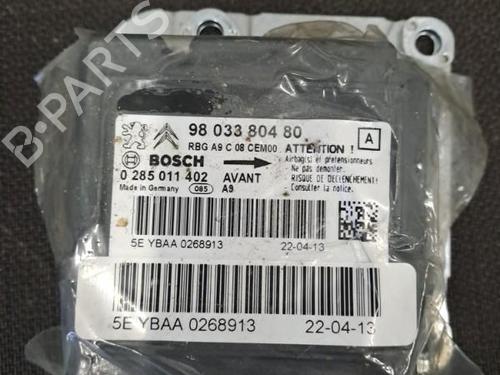 B-PARTS
98 033 804 80
A
RBG A9 C 08 CEM00
ATTENTION !
BOSCH
Airbag(s) et pretensionneurs
Ne pas demonter.
0 285 011 402
AVANT
RISQUE DE DECLENCHEMENT!
Made in Germany
085
A9
Consulter la notice.
5E YBAA 0268913
22-04-13
5E YBAA 0268913
22-04-13